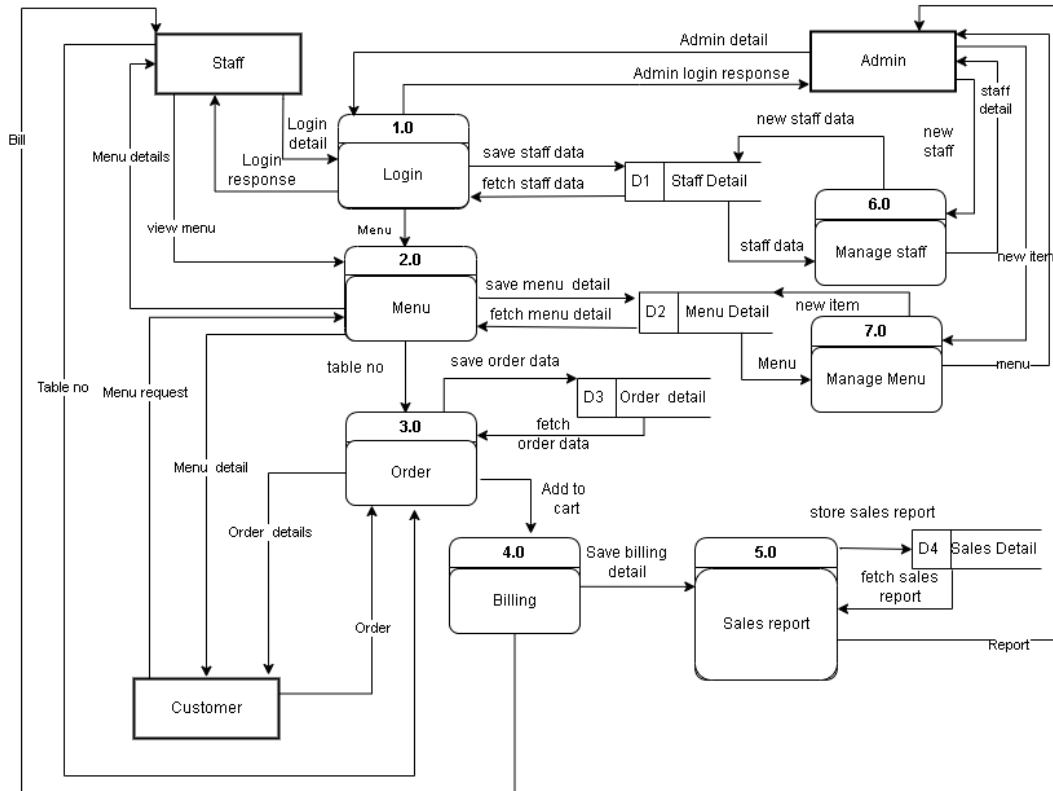 Admin detail
Staff
Admin
Admin login response
staff
detail
Bill
Login
detail
1.0
new staff data
new
staff
Menu details
Login
response
save staff data
Login
fetch staff data
D1
Staff Detail
6.0
view menu
Menu
staff data
Manage staff
2.0
new item
save menu  detail
new item
Menu
fetch menu detail
D2
Menu Detail
7.0
Table no
Menu request
table no
save order data
Menu
Manage Menu
menu
D3
Order  detail
3.0
fetch
order data
Menu  detail
Order
Add to
cart
Order  details
store sales report
4.0
Save billing
detail
5.0
D4
Sales Detail
fetch sales
report
Billing
Order
Sales report
Report
Customer